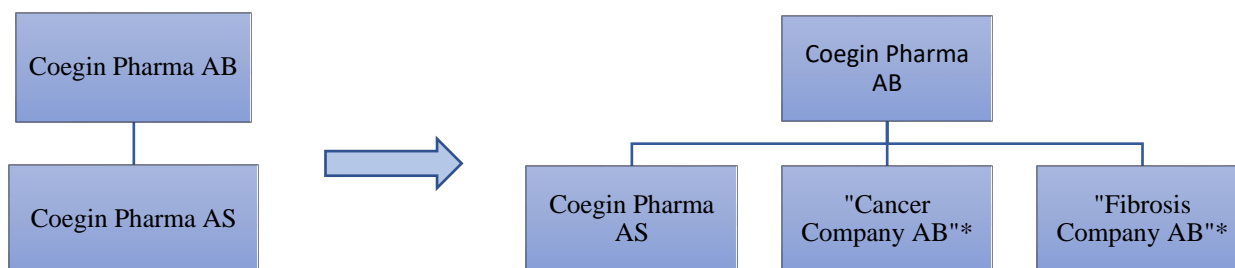 Coegin Pharma AB
Coegin Pharma AS
Coegin Pharma
AB
Coegin Pharma
AS
"Cancer
Company AB"*
"Fibrosis
Company AB"*